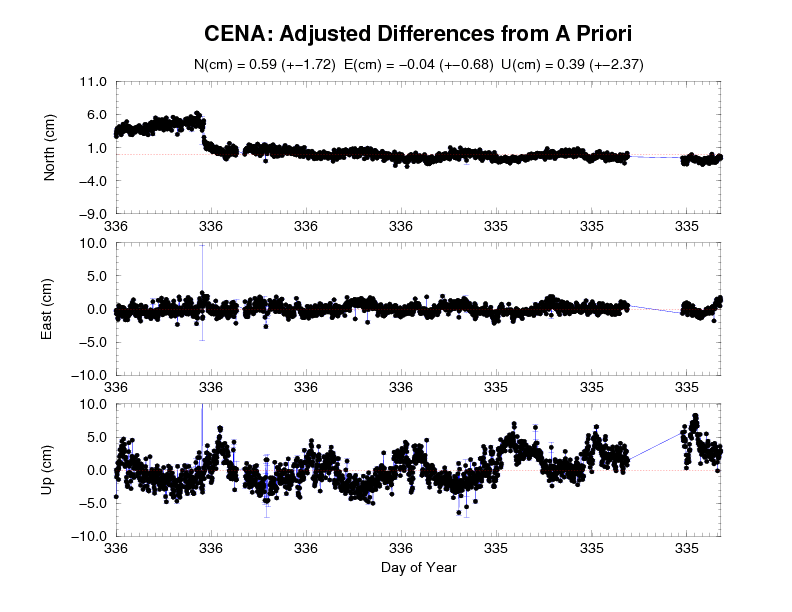 CENA: Adjusted Differences from A Priori
N(cm) = 0.59 (+−1.72)  E(cm) = −0.04 (+−0.68)  U(cm) = 0.39 (+−2.37)
11.0
6.0
1.0
−4.0
−9.0
North (cm)
336 336 336 336 335 335 335
10.0
5.0
0.0
−5.0
−10.0
East (cm)
336 336 336 336 335 335 335
10.0
5.0
0.0
−5.0
−10.0
Up (cm)
336 336 336 336 335 335 335
Day of Year